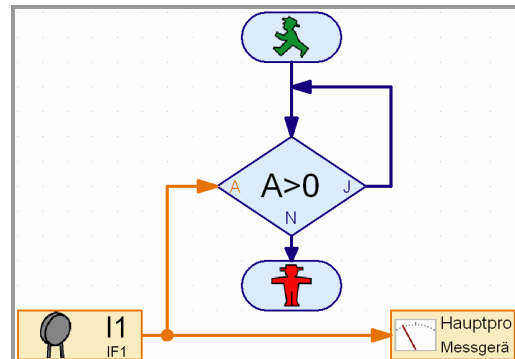 A
A>0
J
N
I1
IF1
Hauptpro
Messgerä